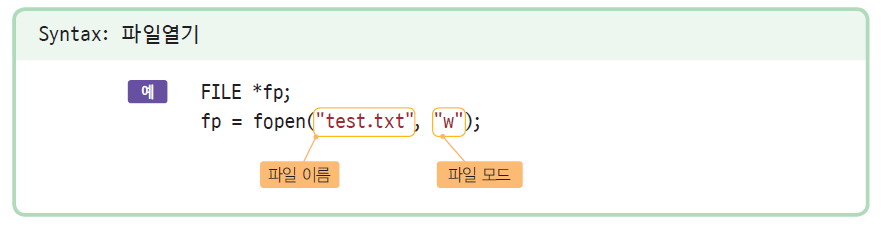 Syntax: 파일열기
예 FILE *fp;
fp = fopen("test.txt", "w");
파일 이름 파일 모드